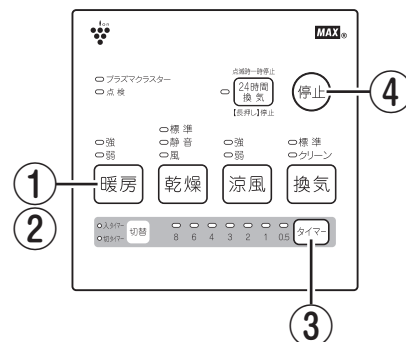 ion
MAX®
プラズマクラスター
点検
点滅時一時停止
24時間
換気
【長押し】停止
停止
④
強
弱
標準
静音
風
強
弱
標準
クリーン
①
②
暖房
乾燥
涼風
換気
入タイマー
切タイマー
切替
8 6 4 3 2 1 0.5
タイマー
③